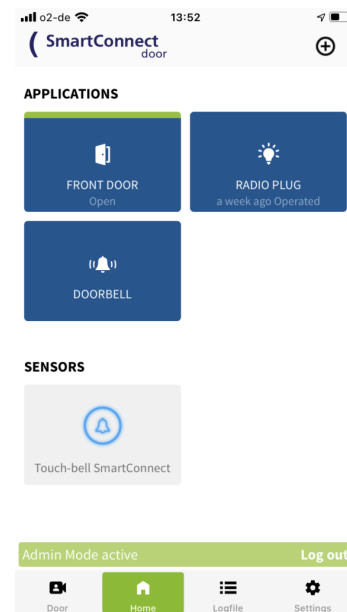 o2-de 13:52
SmartConnect
door
APPLICATIONS
FRONT DOOR
Open
RADIO PLUG
a week ago Operated
DOORBELL
SENSORS
Touch-bell SmartConnect
Admin Mode active Log out
Door Home Logfile Settings